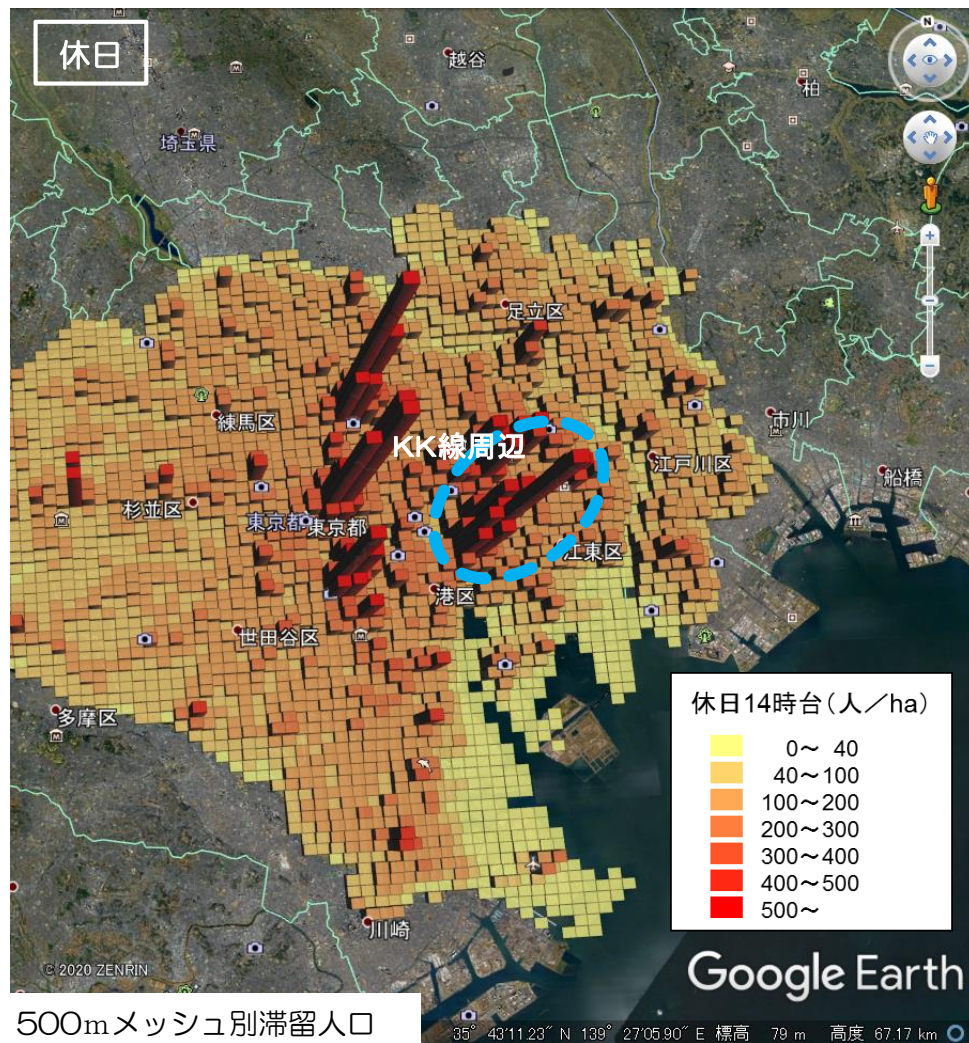 休日
越谷
柏
埼玉県
足立区
練馬区
市川
KK線周辺
江戸川区
船橋
杉並区
東京都
東京都
江東区
港区
世田谷区
多摩区
川崎
休日14時台(人／ha)
0～ 40
40～100
100～200
200～300
300～400
400～500
500～
© 2020 ZENRIN
Google Earth
500mメッシュ別滞留人口
35° 43'11.23" N 139° 27'05.90" E 標高 79 m 高度 67.17 km
N